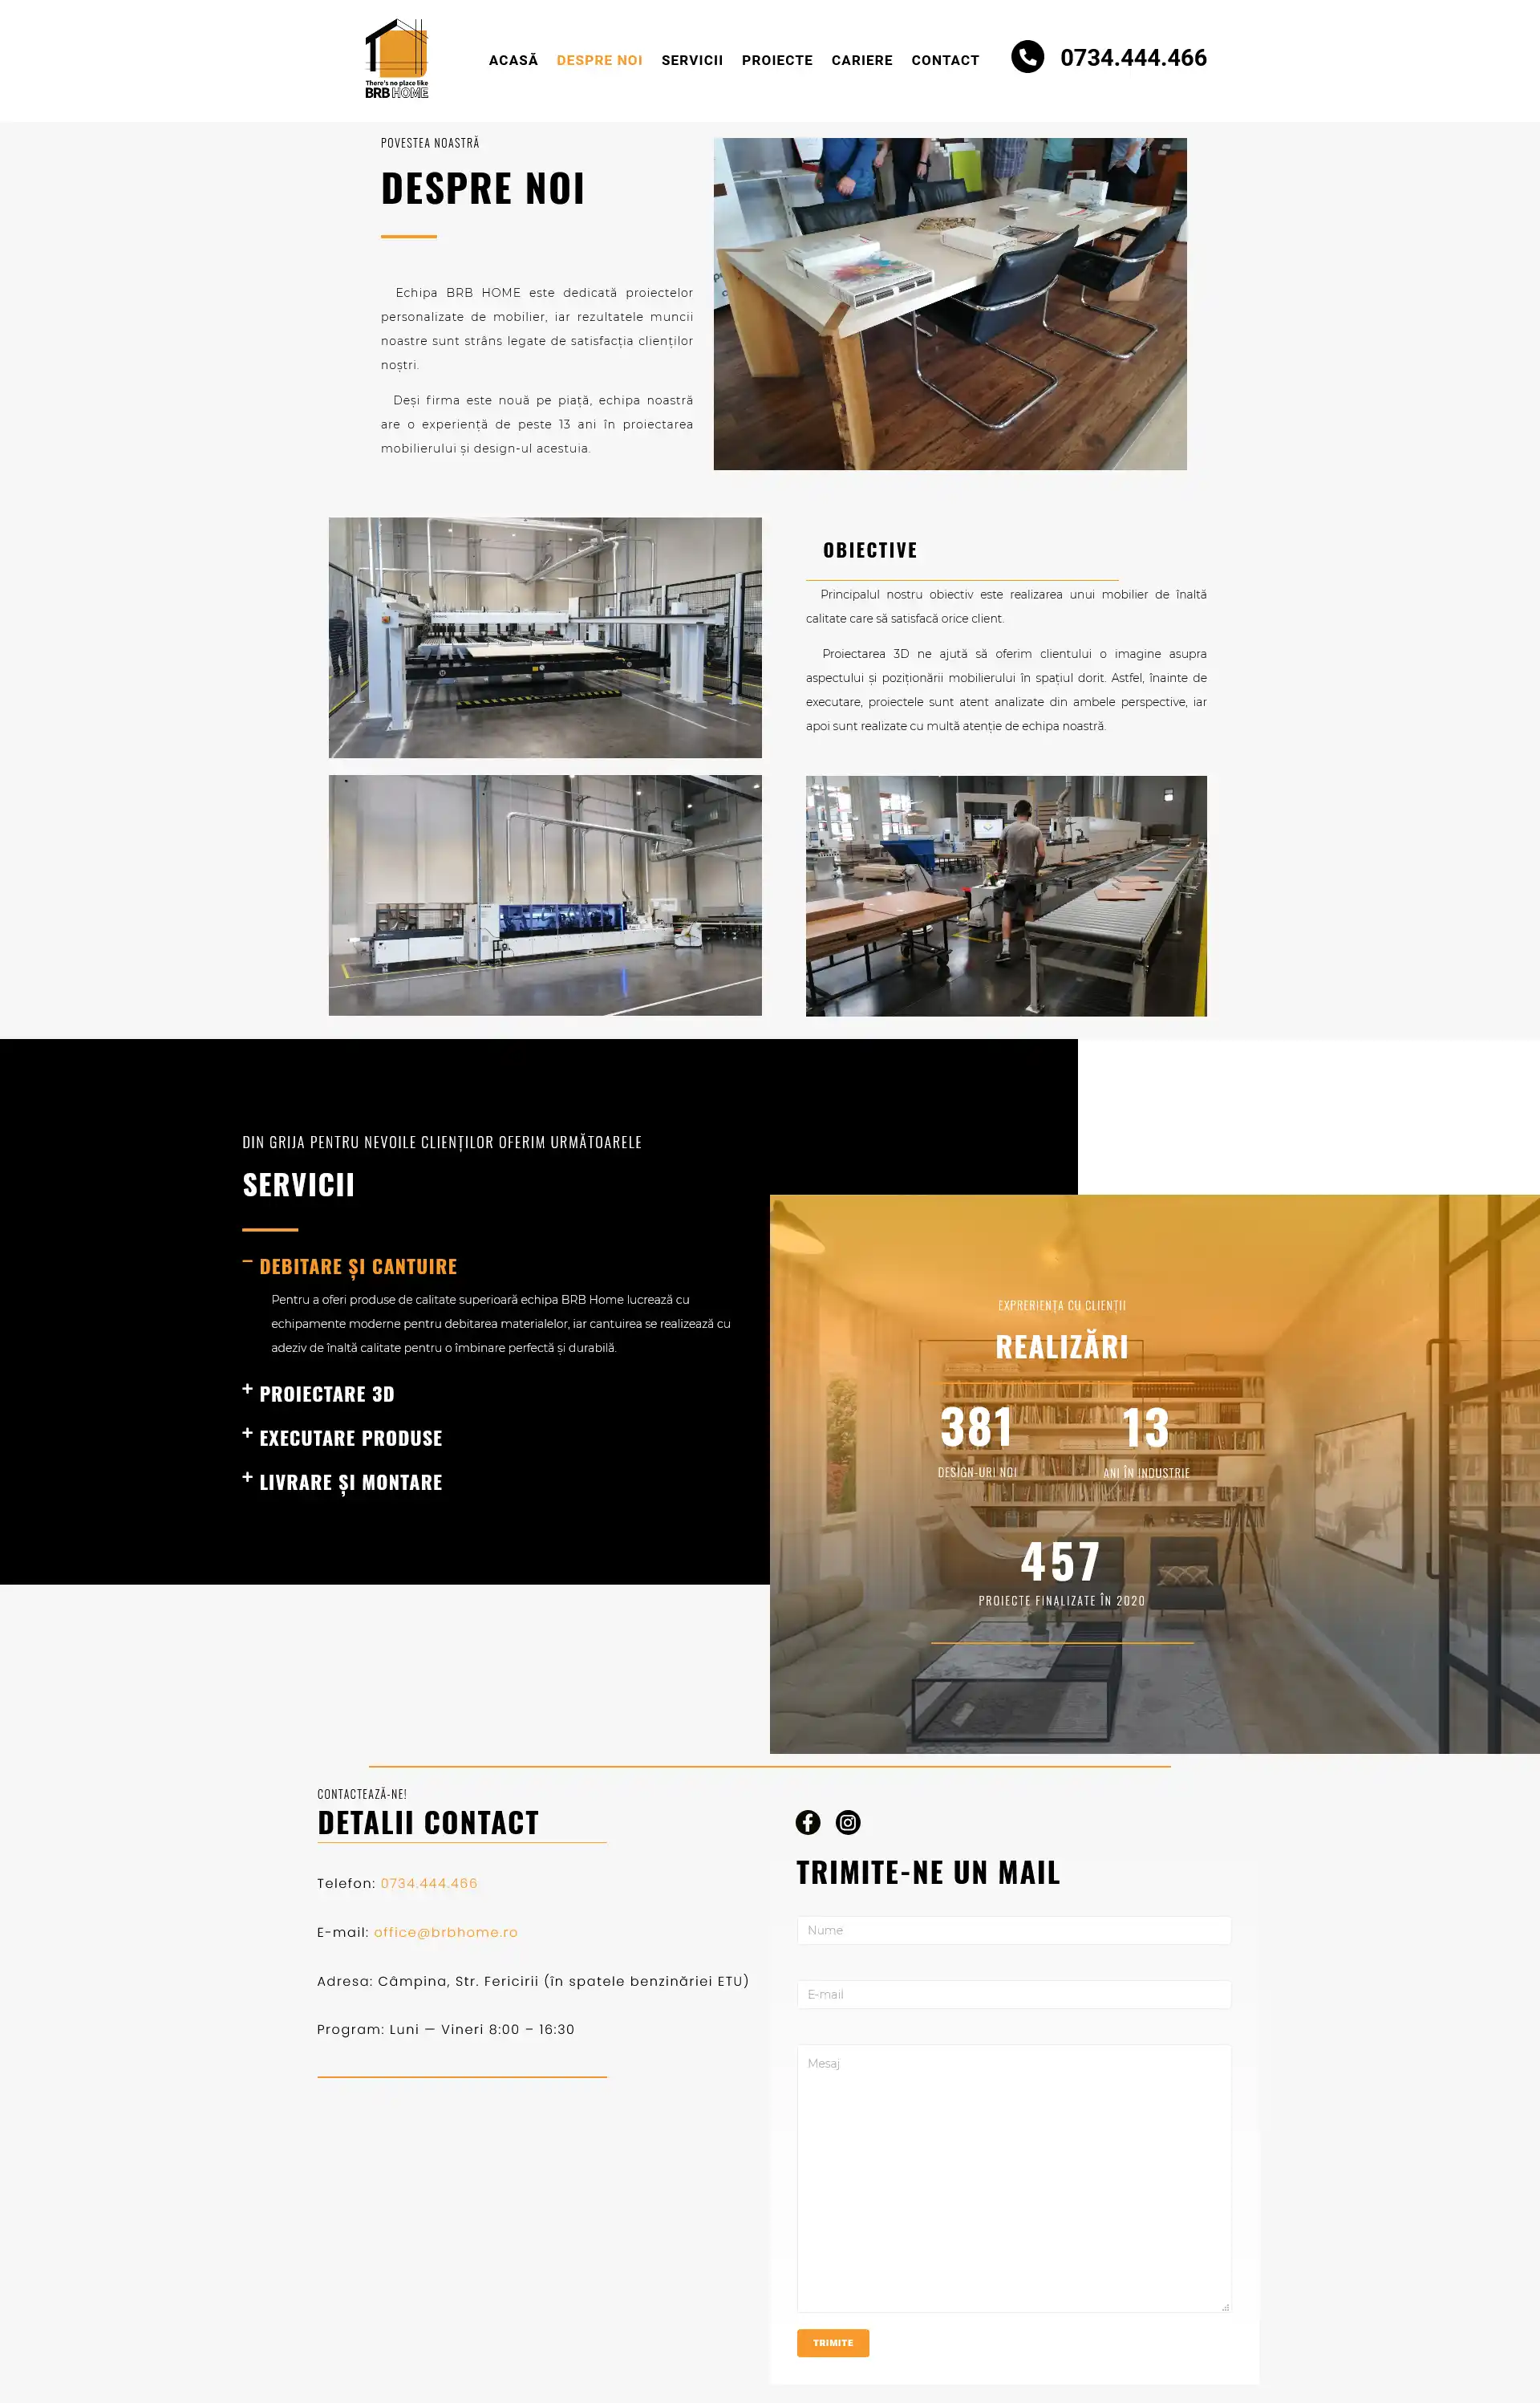 There's no place like
BRB HOME
ACASĂ
DESPRE NOI
SERVICII
PROIECTE
CARIERE
CONTACT
0734.444.466
POVESTEA NOASTRĂ
DESPRE NOI
Echipa BRB HOME este dedicată proiectelor
personalizate de mobilier, iar rezultatele muncii
noastre sunt strâns legate de satisfacția clienților
noștri.
Deși firma este nouă pe piață, echipa noastră
are o experiență de peste 13 ani în proiectarea
mobilierului și design-ul acestuia.
OBIECTIVE
Principalul nostru obiectiv este realizarea unui mobilier de înaltă
calitate care să satisfacă orice client.
Proiectarea 3D ne ajută să oferim clientului o imagine asupra
aspectului și poziționării mobilierului în spațiul dorit. Astfel, înainte de
executare, proiectele sunt atent analizate din ambele perspective, iar
apoi sunt realizate cu multă atenție de echipa noastră.
DIN GRIJA PENTRU NEVOILE CLIENȚILOR OFERIM URMĂTOARELE
SERVICII
− DEBITARE ȘI CANTUIRE
Pentru a oferi produse de calitate superioară echipa BRB Home lucrează cu
echipamente moderne pentru debitarea materialelor, iar cantuirea se realizează cu
adeziv de înaltă calitate pentru o îmbinare perfectă și durabilă.
+ PROIECTARE 3D
+ EXECUTARE PRODUSE
+ LIVRARE ȘI MONTARE
EXPRERIENȚA CU CLIENȚII
REALIZĂRI
381
DESIGN-URI NOI
13
ANI ÎN INDUSTRIE
457
PROIECTE FINALIZATE ÎN 2020
CONTACTEAZĂ-NE!
DETALII CONTACT
Telefon: 0734.444.466
E-mail: office@brbhome.ro
Adresa: Câmpina, Str. Fericirii (în spatele benzinăriei ETU)
Program: Luni — Vineri 8:00 – 16:30
TRIMITE-NE UN MAIL
Nume
E-mail
Mesaj
TRIMITE